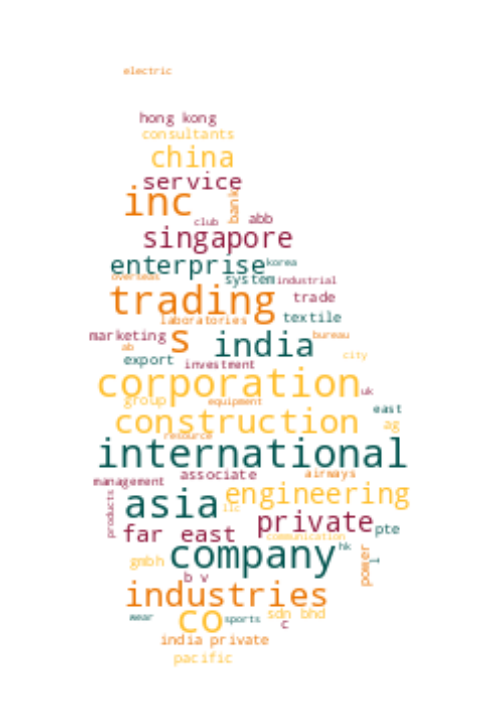 electric
hong kong
consultants
china
service
inc
bank
club
abb
singapore
enterprise
korea
overseas
system
industrial
trading
trade
laboratories
textile
marketing
s
india
bureau
ab
export
city
investment
corporation
uk
group
equipment
east
construction
ag
resource
international
associate
airways
management
products
asia
engineering
llc
private
far east
pte
communication
company
hk
gmbh
power
l
b v
industries
wear
co
sports
sdn bhd
c
india private
pacific